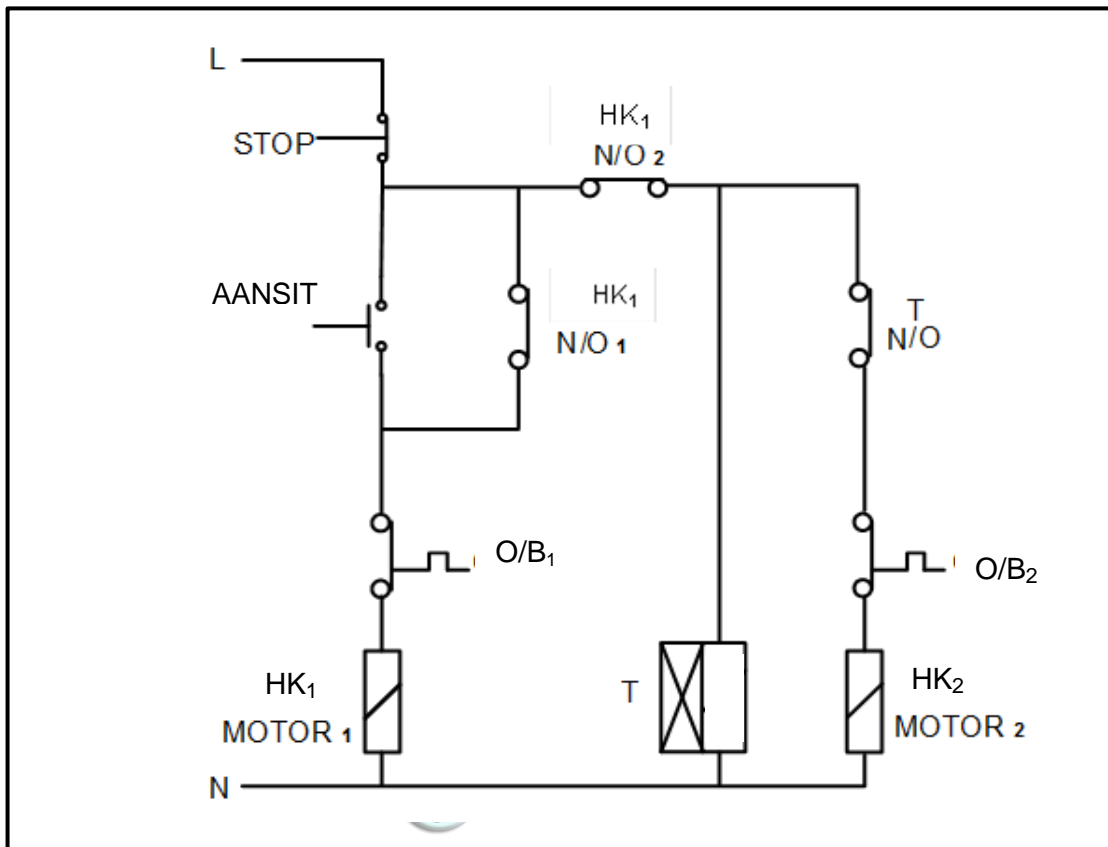 L
HK₁
N/O 2
STOP
AANSIT
HK₁
N/O 1
T
N/O
O/B₁
O/B₂
HK₁
MOTOR 1
T
HK₂
MOTOR 2
N